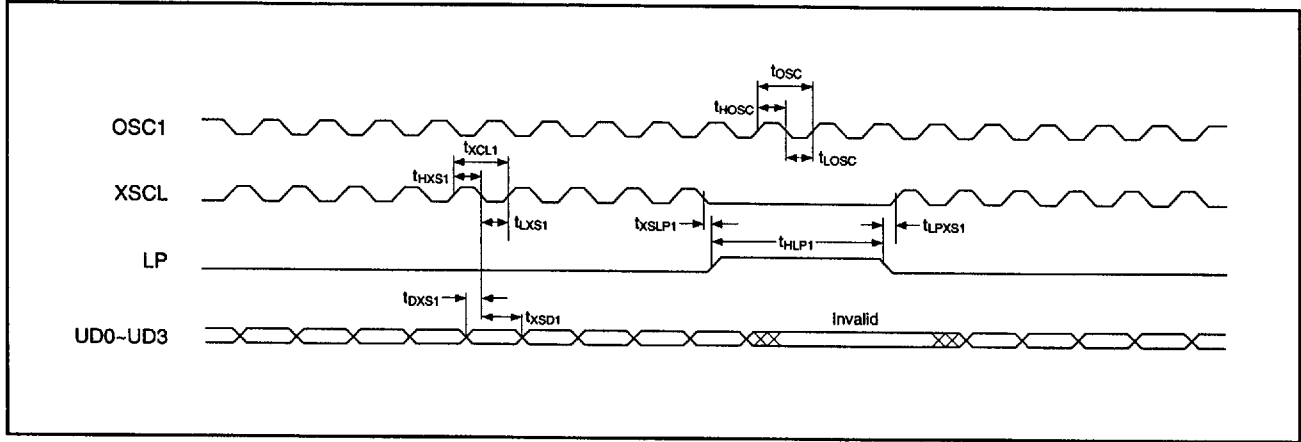 tOSC
tHOSC
OSC1
tLOSC
tXCL1
tHXS1
XSCL
tLXS1
tXSLP1
tHLP1
tLPXS1
LP
tDXS1
tXSD1
Invalid
UD0~UD3